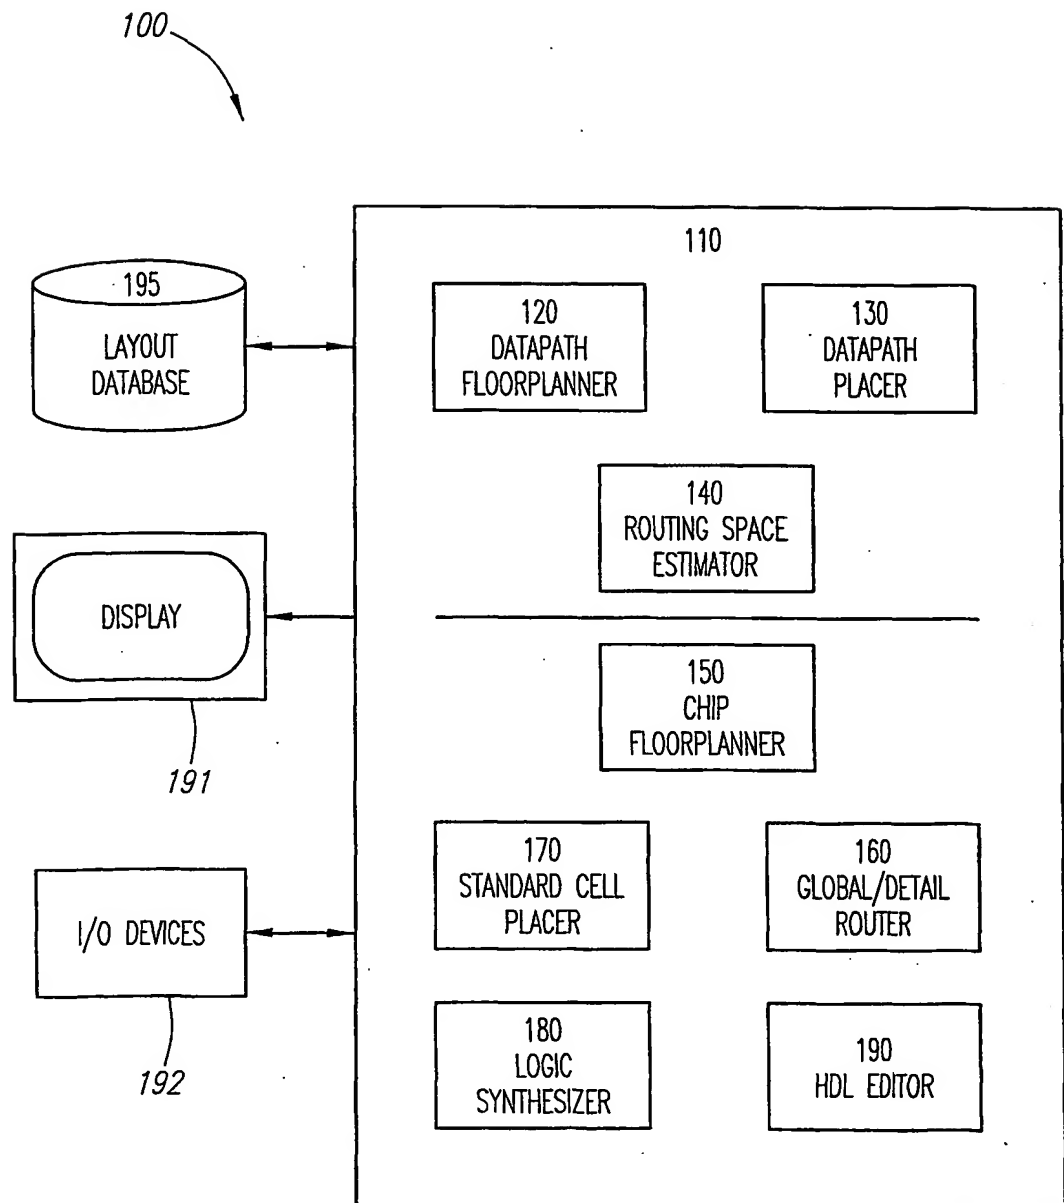 100
110
195
LAYOUT
DATABASE
120
DATAPATH
FLOORPLANNER
130
DATAPATH
PLACER
140
ROUTING SPACE
ESTIMATOR
DISPLAY
191
150
CHIP
FLOORPLANNER
170
STANDARD CELL
PLACER
160
GLOBAL/DETAIL
ROUTER
I/O DEVICES
192
180
LOGIC
SYNTHESIZER
190
HDL EDITOR